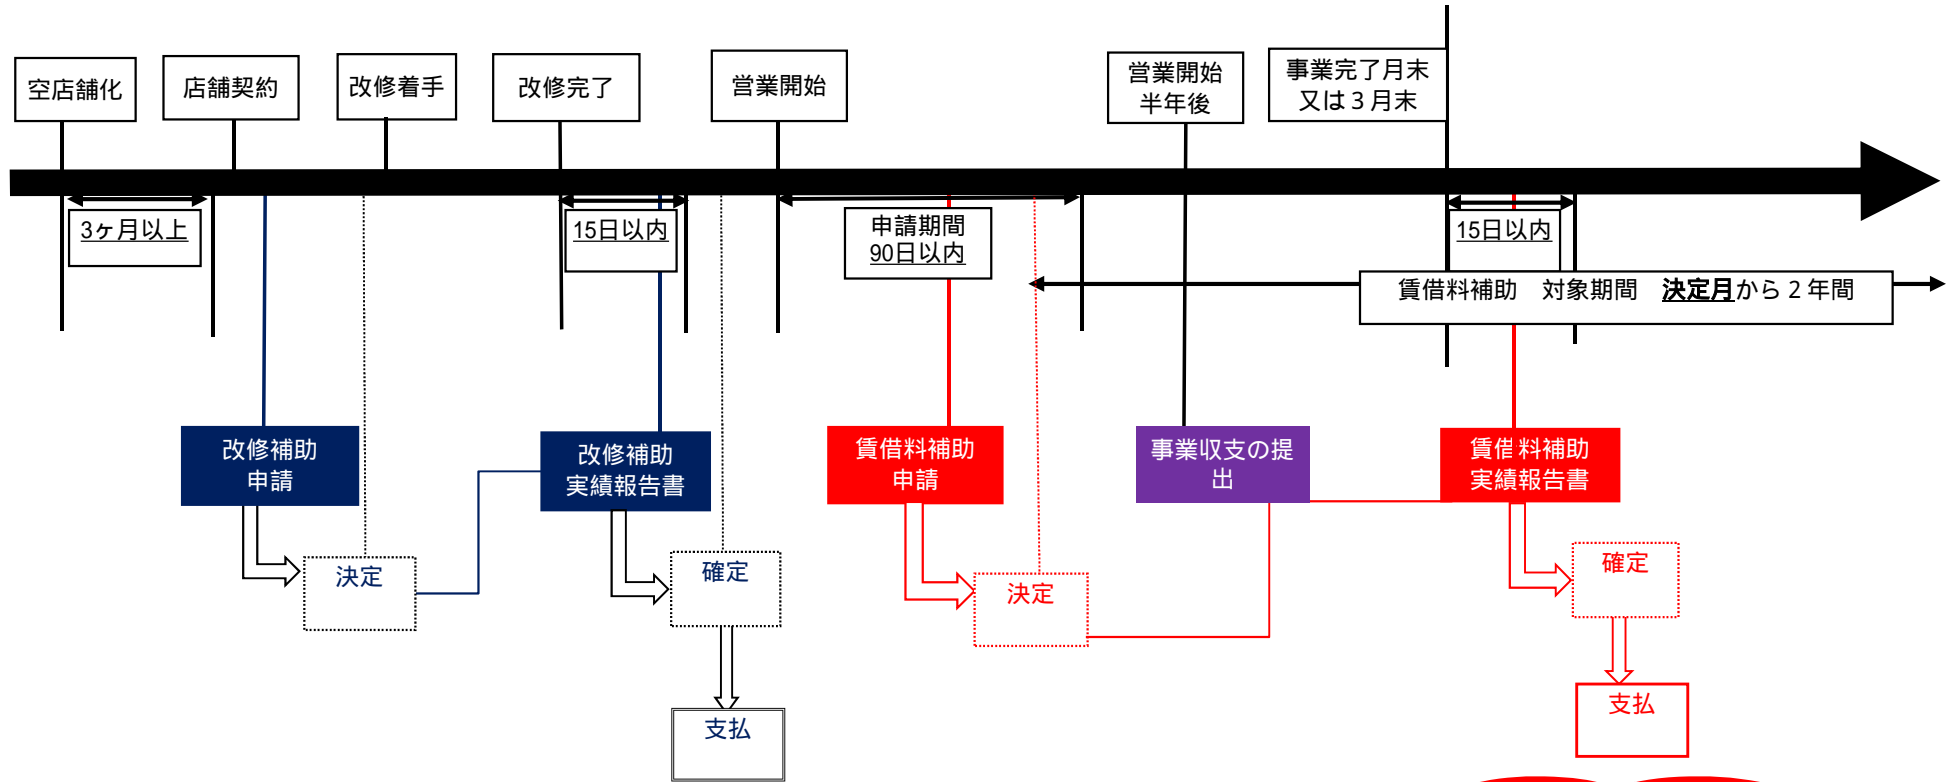 空店舗化
店舗契約
改修着手
改修完了
営業開始
営業開始
半年後
事業完了月末
又は3月末
3ヶ月以上
15日以内
申請期間
90日以内
15日以内
賃借料補助　対象期間　決定月から2年間
改修補助
申請
改修補助
実績報告書
賃借料補助
申請
事業収支の提
出
賃借料補助
実績報告書
決定
確定
決定
確定
支払
支払